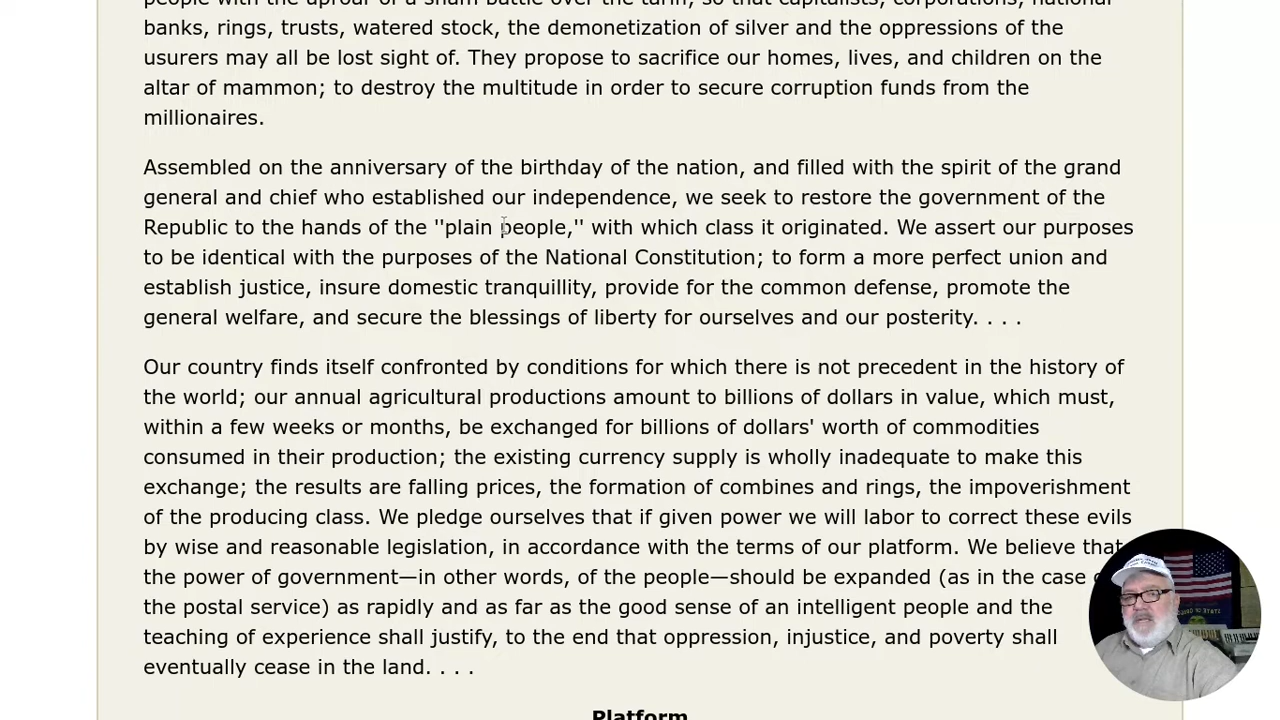 people with the uproar of a sham battle over the tariff, so that capitalists, corporations, national
banks, rings, trusts, watered stock, the demonetization of silver and the oppressions of the
usurers may all be lost sight of. They propose to sacrifice our homes, lives, and children on the
altar of mammon; to destroy the multitude in order to secure corruption funds from the
millionaires.
Assembled on the anniversary of the birthday of the nation, and filled with the spirit of the grand
general and chief who established our independence, we seek to restore the government of the
Republic to the hands of the "plain people," with which class it originated. We assert our purposes
to be identical with the purposes of the National Constitution; to form a more perfect union and
establish justice, insure domestic tranquillity, provide for the common defense, promote the
general welfare, and secure the blessings of liberty for ourselves and our posterity. . . .
Our country finds itself confronted by conditions for which there is not precedent in the history of
the world; our annual agricultural productions amount to billions of dollars in value, which must,
within a few weeks or months, be exchanged for billions of dollars' worth of commodities
consumed in their production; the existing currency supply is wholly inadequate to make this
exchange; the results are falling prices, the formation of combines and rings, the impoverishment
of the producing class. We pledge ourselves that if given power we will labor to correct these evils
by wise and reasonable legislation, in accordance with the terms of our platform. We believe that
the power of government—in other words, of the people—should be expanded (as in the case
the postal service) as rapidly and as far as the good sense of an intelligent people and the
teaching of experience shall justify, to the end that oppression, injustice, and poverty shall
eventually cease in the land. . . .
Platform